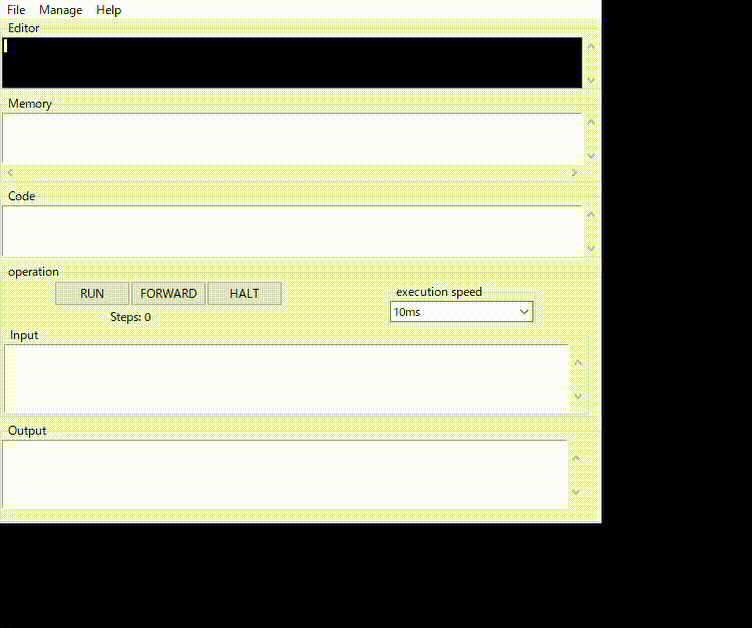 File Manage Help
Editor
Memory
Code
operation
RUN FORWARD HALT
execution speed
Steps: 0
10ms
Input
Output